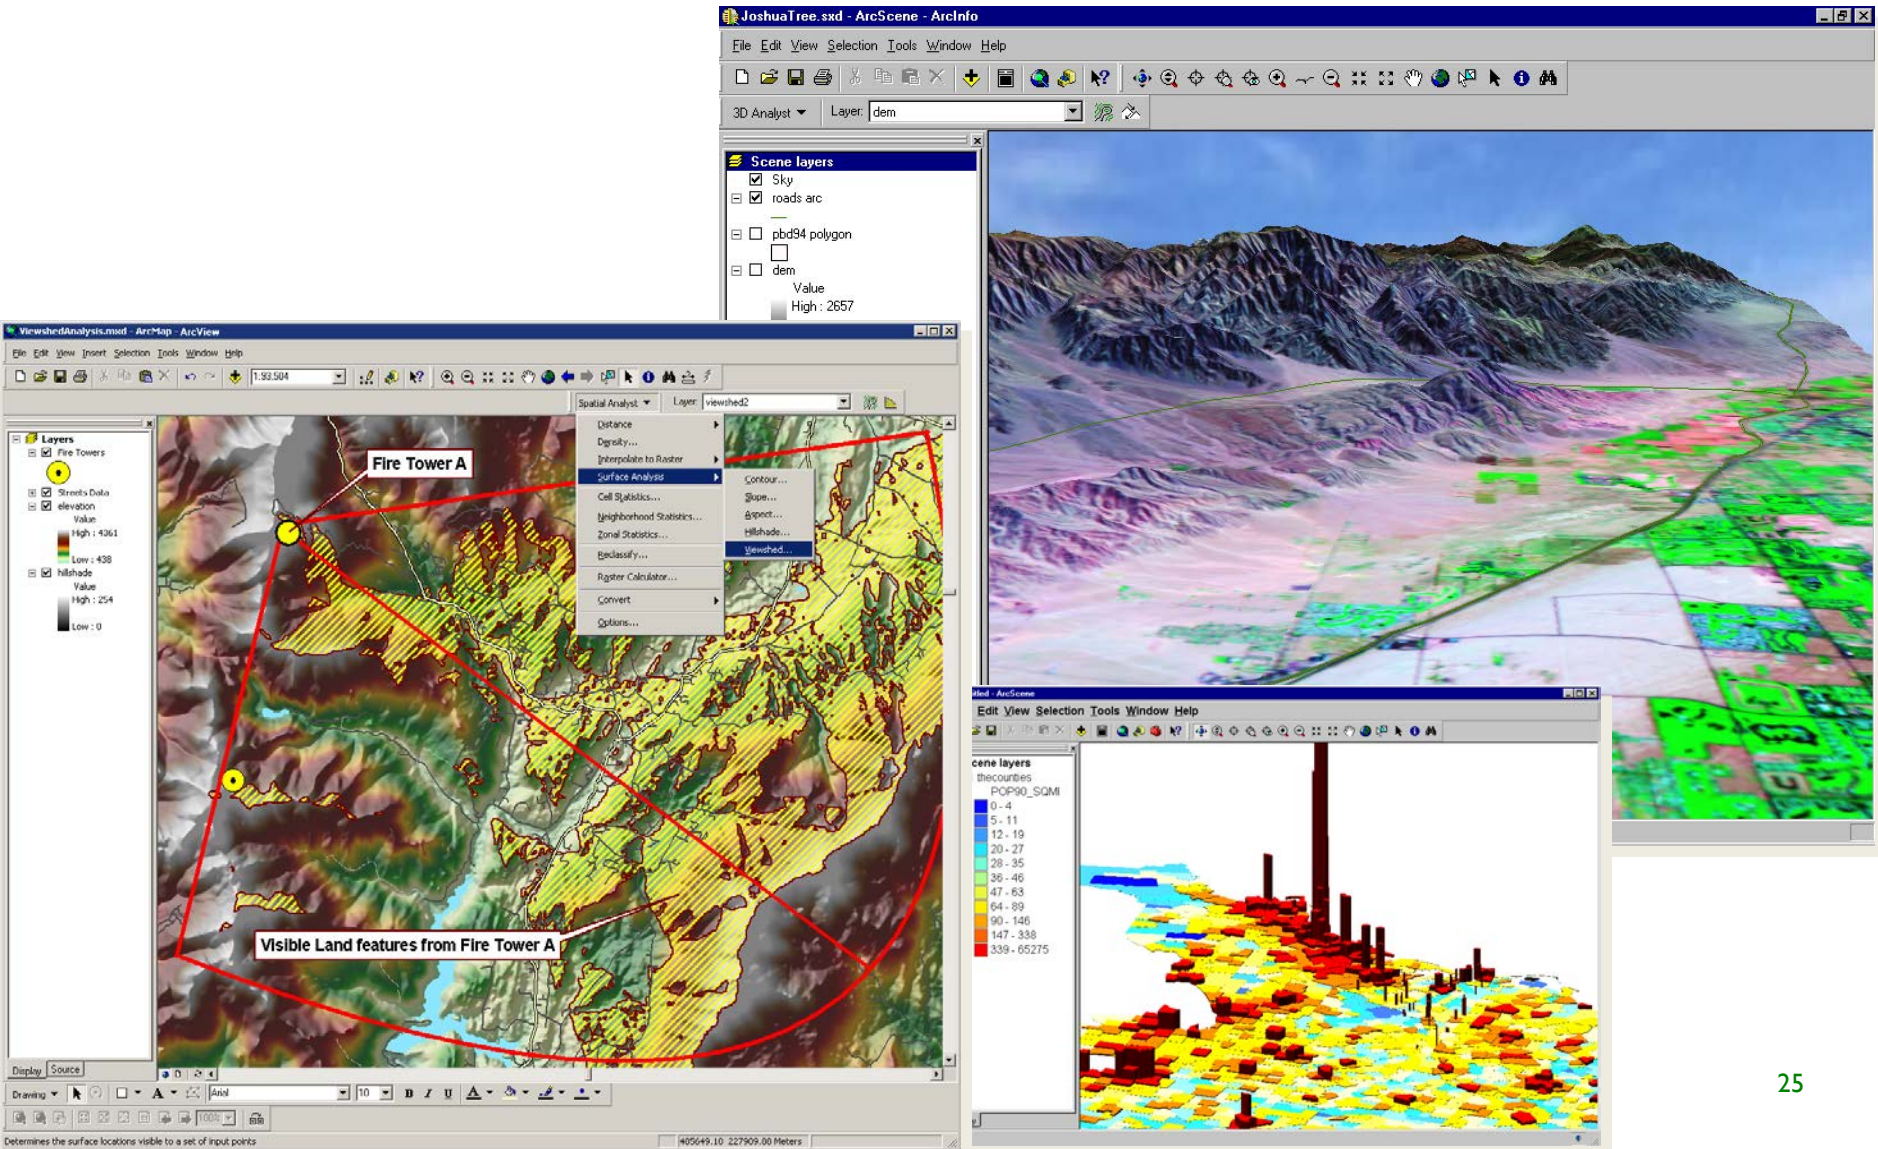 JoshuaTree.sxd - ArcScene - ArcInfo
File Edit View Selection Tools Window Help
3D Analyst Layer: dem
Scene layers
Sky
roads arc
pbd94 polygon
dem
Value
High : 2657
ViewshedAnalysis.mxd - ArcMap - ArcView
File Edit View Insert Selection Tools Window Help
1:93,504
Spatial Analyst Layer: viewshed2
Layers
Fire Towers
Streets Data
elevation
Value
High : 4361
Low : 438
hillshade
Value
High : 254
Low : 0
Distance
Density...
Interpolate to Raster
Surface Analysis
Cell Statistics...
Neighborhood Statistics...
Zonal Statistics...
Reclassify...
Raster Calculator...
Convert
Options...
Contour...
Slope...
Aspect...
Hillshade...
Viewshed...
Fire Tower A
Visible Land features from Fire Tower A
Display Source
Drawing A Arial 10 B I U A
100%
Determines the surface locations visible to a set of input points
405649.10 227909.00 Meters
ntled - ArcScene
Edit View Selection Tools Window Help
cene layers
thecounties
POP90_SQMI
0 - 4
5 - 11
12 - 19
20 - 27
28 - 35
36 - 46
47 - 63
64 - 89
90 - 146
147 - 338
339 - 65275
25